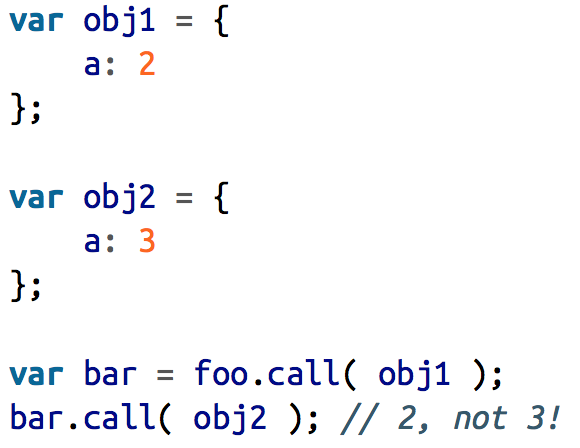 var obj1 = {
    a: 2
};

var obj2 = {
    a: 3
};

var bar = foo.call( obj1 );
bar.call( obj2 ); // 2, not 3!